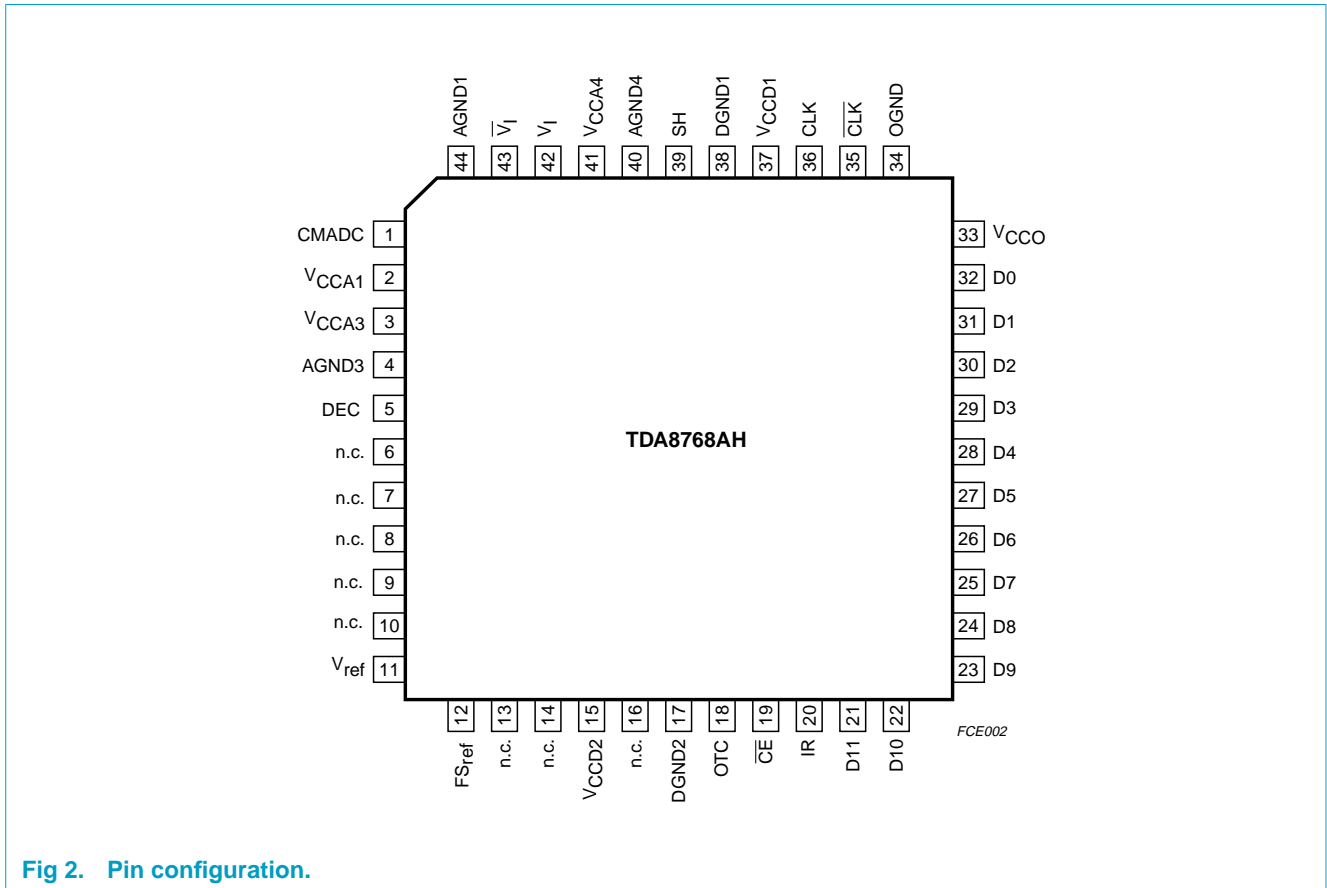 AGND1
V̅I
VI
VCCA4
AGND4
SH
DGND1
VCCD1
CLK
C̅L̅K̅
OGND
44
43
42
41
40
39
38
37
36
35
34
CMADC 1
VCCA1 2
VCCA3 3
AGND3 4
DEC 5
n.c. 6
n.c. 7
n.c. 8
n.c. 9
n.c. 10
Vref 11
TDA8768AH
33 VCCO
32 D0
31 D1
30 D2
29 D3
28 D4
27 D5
26 D6
25 D7
24 D8
23 D9
12
13
14
15
16
17
18
19
20
21
22
FSref
n.c.
n.c.
VCCD2
n.c.
DGND2
OTC
C̅E̅
IR
D11
D10
FCE002
Fig 2. Pin configuration.